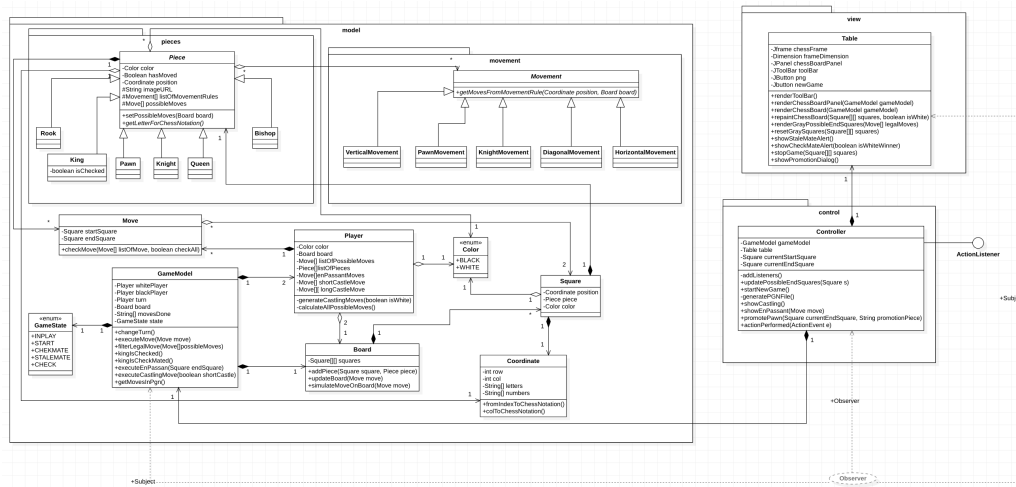 model
pieces
Piece
-Color color
-Boolean hasMoved
-Coordinate position
#String imageURL
#Movement[] listOfMovementRules
#Move[] possibleMoves
+setPossibleMoves(Board board)
+getLetterForChessNotation()
Rook
King
-boolean isChecked
Pawn
Knight
Queen
Bishop
movement
Movement
+getMovesFromMovementRule(Coordinate position, Board board)
VerticalMovement
PawnMovement
KnightMovement
DiagonalMovement
HorizontalMovement
Move
-Square startSquare
-Square endSquare
+checkMove(Move[] listOfMove, boolean checkAll)
Player
-Color color
-Board board
-Move[] listOfPossibleMoves
-Piece[]listOfPieces
-Move[]enPassantMoves
-Move[] shortCastleMove
-Move[][ longCastleMove
-generateCastlingMoves(boolean isWhite)
-calculateAllPossibleMoves()
«enum»
Color
+BLACK
+WHITE
Square
-Coordinate position
-Piece piece
-Color color
GameModel
-Player whitePlayer
-Player blackPlayer
-Player turn
-Board board
-String[] movesDone
-GameState state
+changeTurn()
+executeMove(Move move)
+filterLegalMove(Move[]possibleMoves)
+kingIsChecked()
+kingIsCheckMated()
+executeEnPassan(Square endSquare)
+executeCastlingMove(boolean shortCastle)
+getMovesInPgn()
«enum»
GameState
+INPLAY
+START
+CHEKMATE
+STALEMATE
+CHECK
Board
-Square[][] squares
+addPiece(Square square, Piece piece)
+updateBoard(Move move)
+simulateMoveOnBoard(Move move)
Coordinate
-int row
-int col
-String[] letters
-String[] numbers
+fromIndexToChessNotation()
+colToChessNotation()
view
Table
-Jframe chessFrame
-Dimension frameDimension
-JPanel chessBoardPanel
-JToolBar toolBar
-JButton png
-Jbutton newGame
+renderToolBar()
+renderChessBoardPanel(GameModel gameModel)
+renderChessBoard(GameModel gameModel)
+repaintChessBoard(Square[][] squares, boolean isWhite)
+renderGrayPossibleEndSquares(Move[] legalMoves)
+resetGraySquares(Square[][] squares)
+showStaleMateAlert()
+showCheckMateAlert(boolean isWhiteWinner)
+stopGame(Square[][] squares)
+showPromotionDialog()
control
Controller
-GameModel gameModel
-Table table
-Square currentStartSquare
-Square currentEndSquare
-addListeners()
+updatePossibleEndSquares(Square s)
+startNewGame()
-generatePGNFile()
+showCastling()
+showEnPassant(Move move)
+promotePawn(Square currentEndSquare, String promotionPiece)
+actionPerformed(ActionEvent e)
ActionListener
+Subj
+Observer
+Subject
Observer